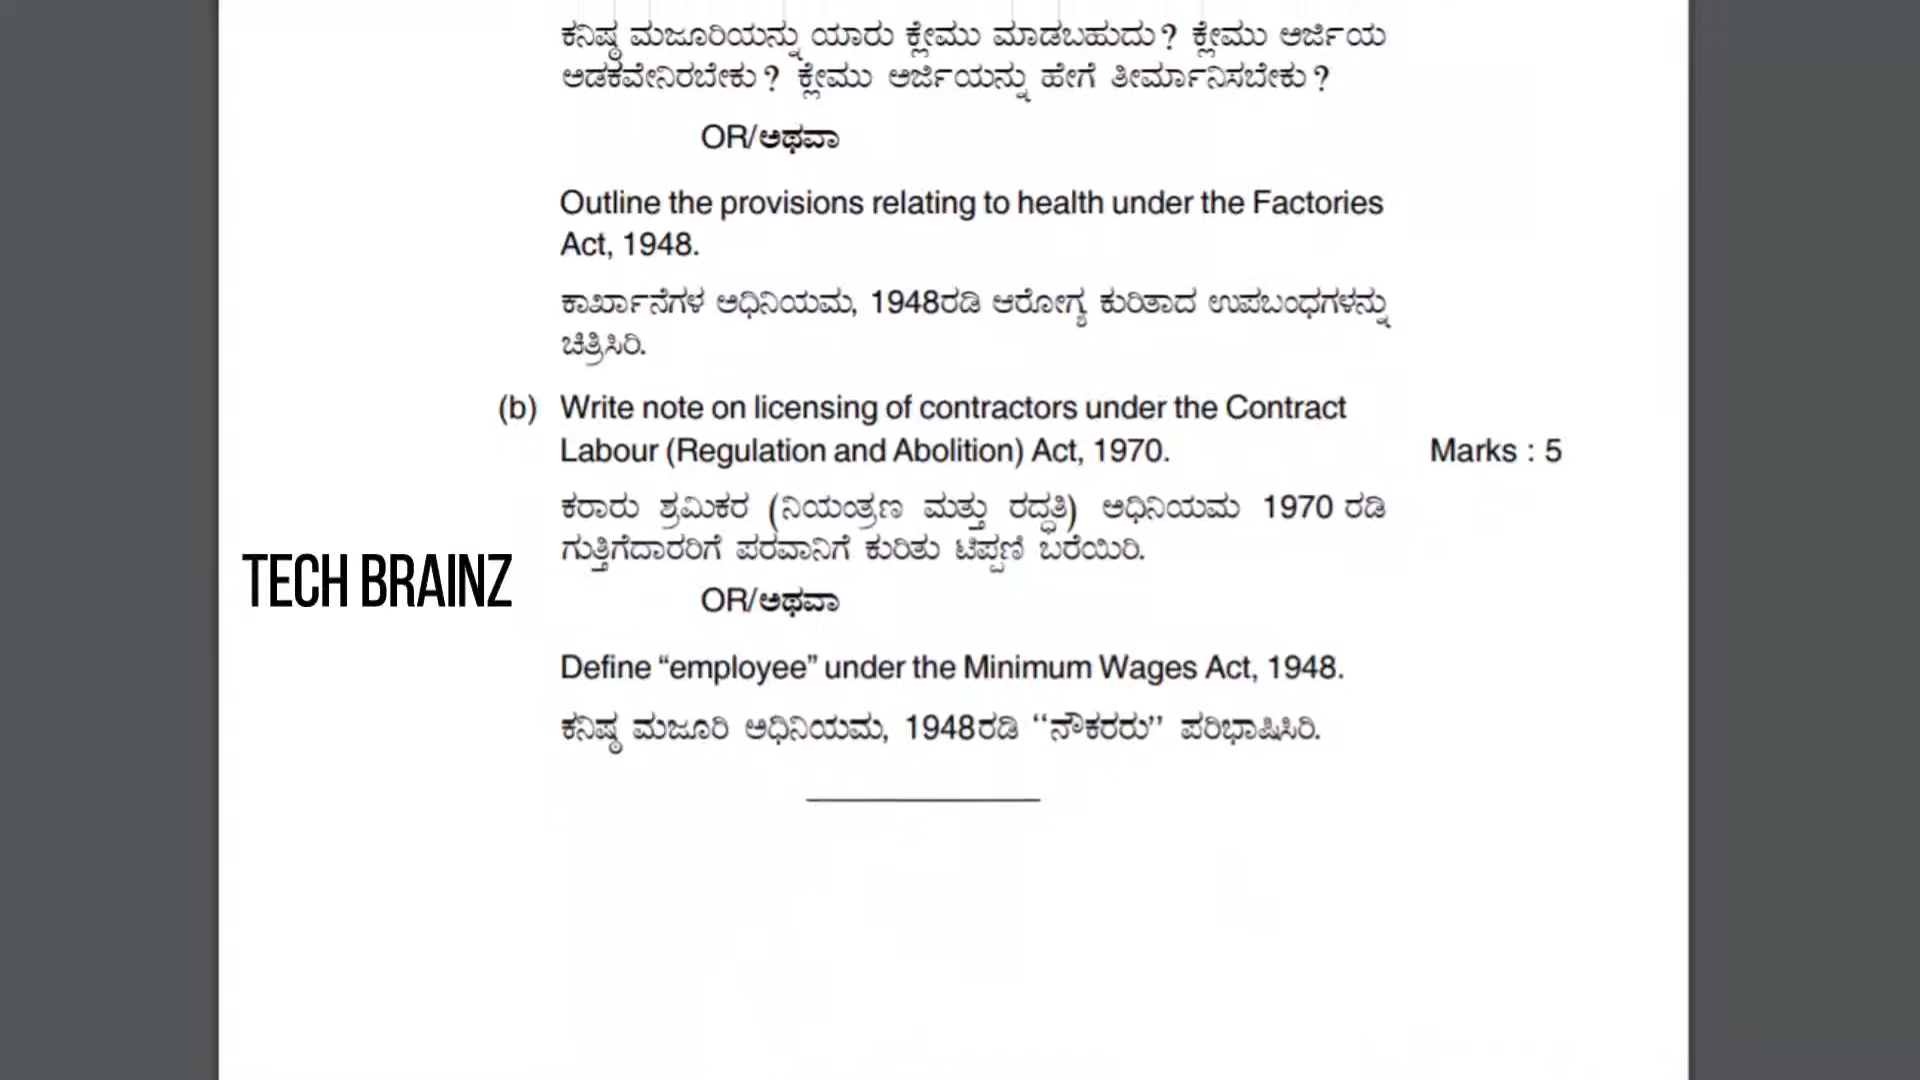 ಕನಿಷ್ಠ ಮಜೂರಿಯನ್ನು ಯಾರು ಕ್ಲೇಮು ಮಾಡಬಹುದು? ಕ್ಲೇಮು ಅರ್ಜಿಯ
ಅಡಕವೇನಿರಬೇಕು? ಕ್ಲೇಮು ಅರ್ಜಿಯನ್ನು ಹೇಗೆ ತೀರ್ಮಾನಿಸಬೇಕು?
OR/ಅಥವಾ
Outline the provisions relating to health under the Factories
Act, 1948.
ಕಾರ್ಖಾನೆಗಳ ಅಧಿನಿಯಮ, 1948ರಡಿ ಆರೋಗ್ಯ ಕುರಿತಾದ ಉಪಬಂಧಗಳನ್ನು
ಚಿತ್ರಿಸಿರಿ.
(b) Write note on licensing of contractors under the Contract
Labour (Regulation and Abolition) Act, 1970. Marks : 5
ಕರಾರು ಶ್ರಮಿಕರ (ನಿಯಂತ್ರಣ ಮತ್ತು ರದ್ಧತಿ) ಅಧಿನಿಯಮ 1970 ರಡಿ
ಗುತ್ತಿಗೆದಾರರಿಗೆ ಪರವಾನಿಗೆ ಕುರಿತು ಟಿಪ್ಪಣಿ ಬರೆಯಿರಿ.
TECH BRAINZ
OR/ಅಥವಾ
Define “employee” under the Minimum Wages Act, 1948.
ಕನಿಷ್ಠ ಮಜೂರಿ ಅಧಿನಿಯಮ, 1948ರಡಿ ‘‘ನೌಕರರು’’ ಪರಿಭಾಷಿಸಿರಿ.